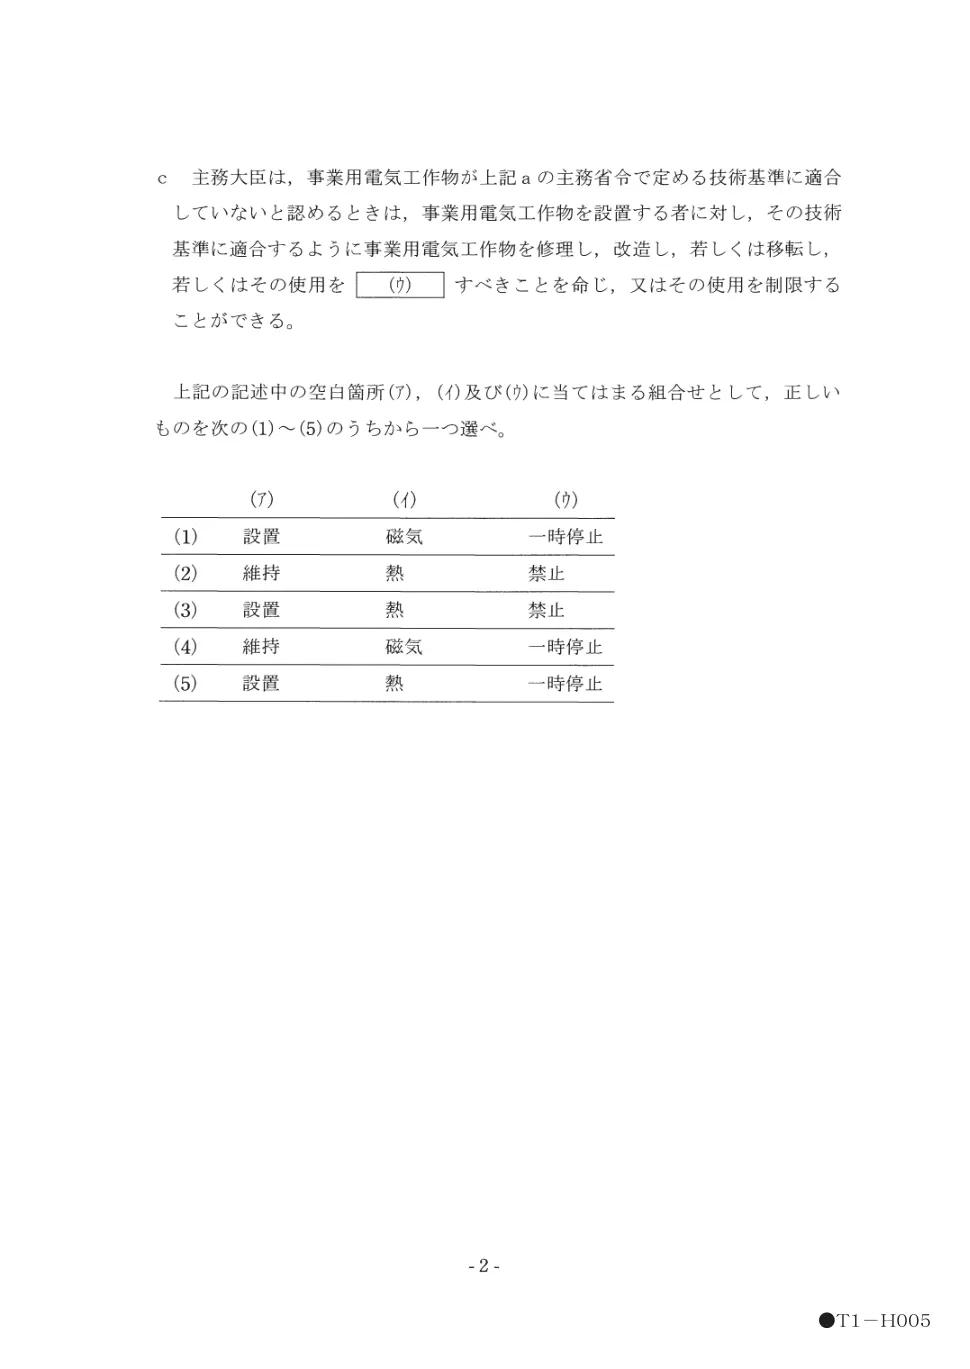 ｃ　主務大臣は，事業用電気工作物が上記ａの主務省令で定める技術基準に適合
していないと認めるときは，事業用電気工作物を設置する者に対し，その技術
基準に適合するように事業用電気工作物を修理し，改造し，若しくは移転し，
若しくはその使用を (ｳ) すべきことを命じ，又はその使用を制限する
ことができる。
上記の記述中の空白箇所(ｱ)，(ｲ)及び(ｳ)に当てはまる組合せとして，正しい
ものを次の(1)～(5)のうちから一つ選べ。
(ｱ) (ｲ) (ｳ)
(1) 設置 磁気 一時停止
(2) 維持 熱 禁止
(3) 設置 熱 禁止
(4) 維持 磁気 一時停止
(5) 設置 熱 一時停止
- 2 -
●T1－H005